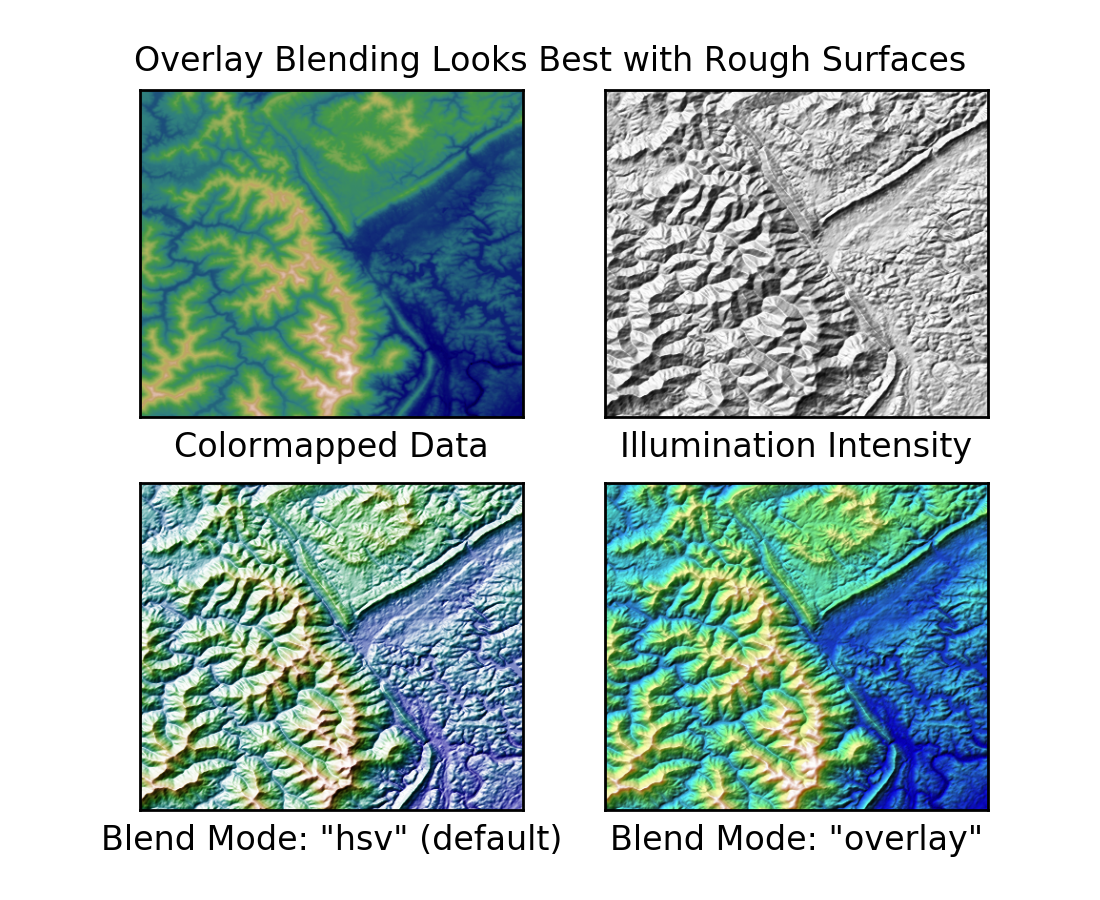 Overlay Blending Looks Best with Rough Surfaces
Colormapped Data
Illumination Intensity
Blend Mode: "hsv" (default)
Blend Mode: "overlay"